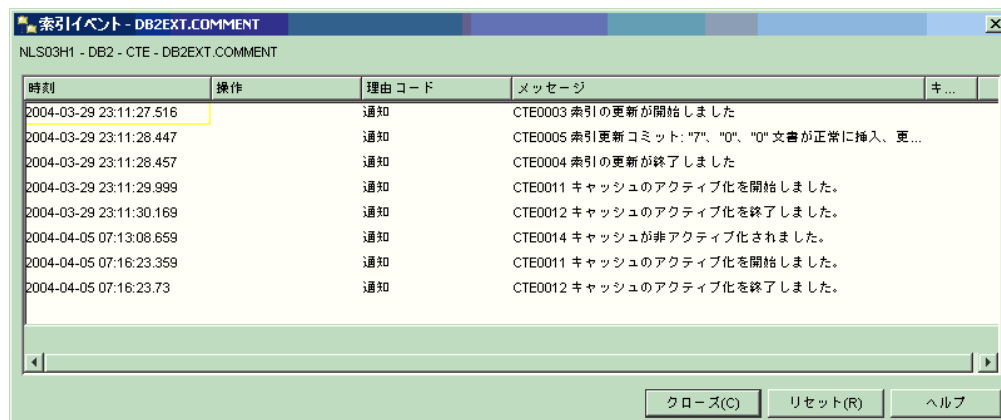 索引イベント - DB2EXT.COMMENT
NLS03H1 - DB2 - CTE - DB2EXT.COMMENT
時刻 操作 理由コード メッセージ キ...
2004-03-29 23:11:27.516 通知 CTE0003 索引の更新が開始しました
2004-03-29 23:11:28.447 通知 CTE0005 索引更新コミット: "7"、"0"、"0" 文書が正常に挿入、更...
2004-03-29 23:11:28.457 通知 CTE0004 索引の更新が終了しました
2004-03-29 23:11:29.999 通知 CTE0011 キャッシュのアクティブ化を開始しました。
2004-03-29 23:11:30.169 通知 CTE0012 キャッシュのアクティブ化を終了しました。
2004-04-05 07:13:08.659 通知 CTE0014 キャッシュが非アクティブ化されました。
2004-04-05 07:16:23.359 通知 CTE0011 キャッシュのアクティブ化を開始しました。
2004-04-05 07:16:23.73 通知 CTE0012 キャッシュのアクティブ化を終了しました。
クローズ(C) リセット(R) ヘルプ